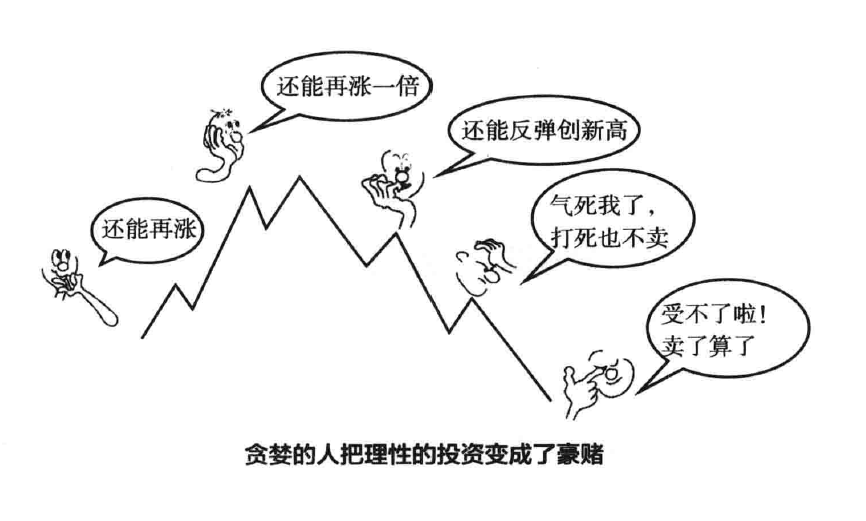 还能再涨一倍
还能反弹创新高
还能再涨
气死我了，
打死也不卖
受不了啦！
卖了算了
贪婪的人把理性的投资变成了豪赌